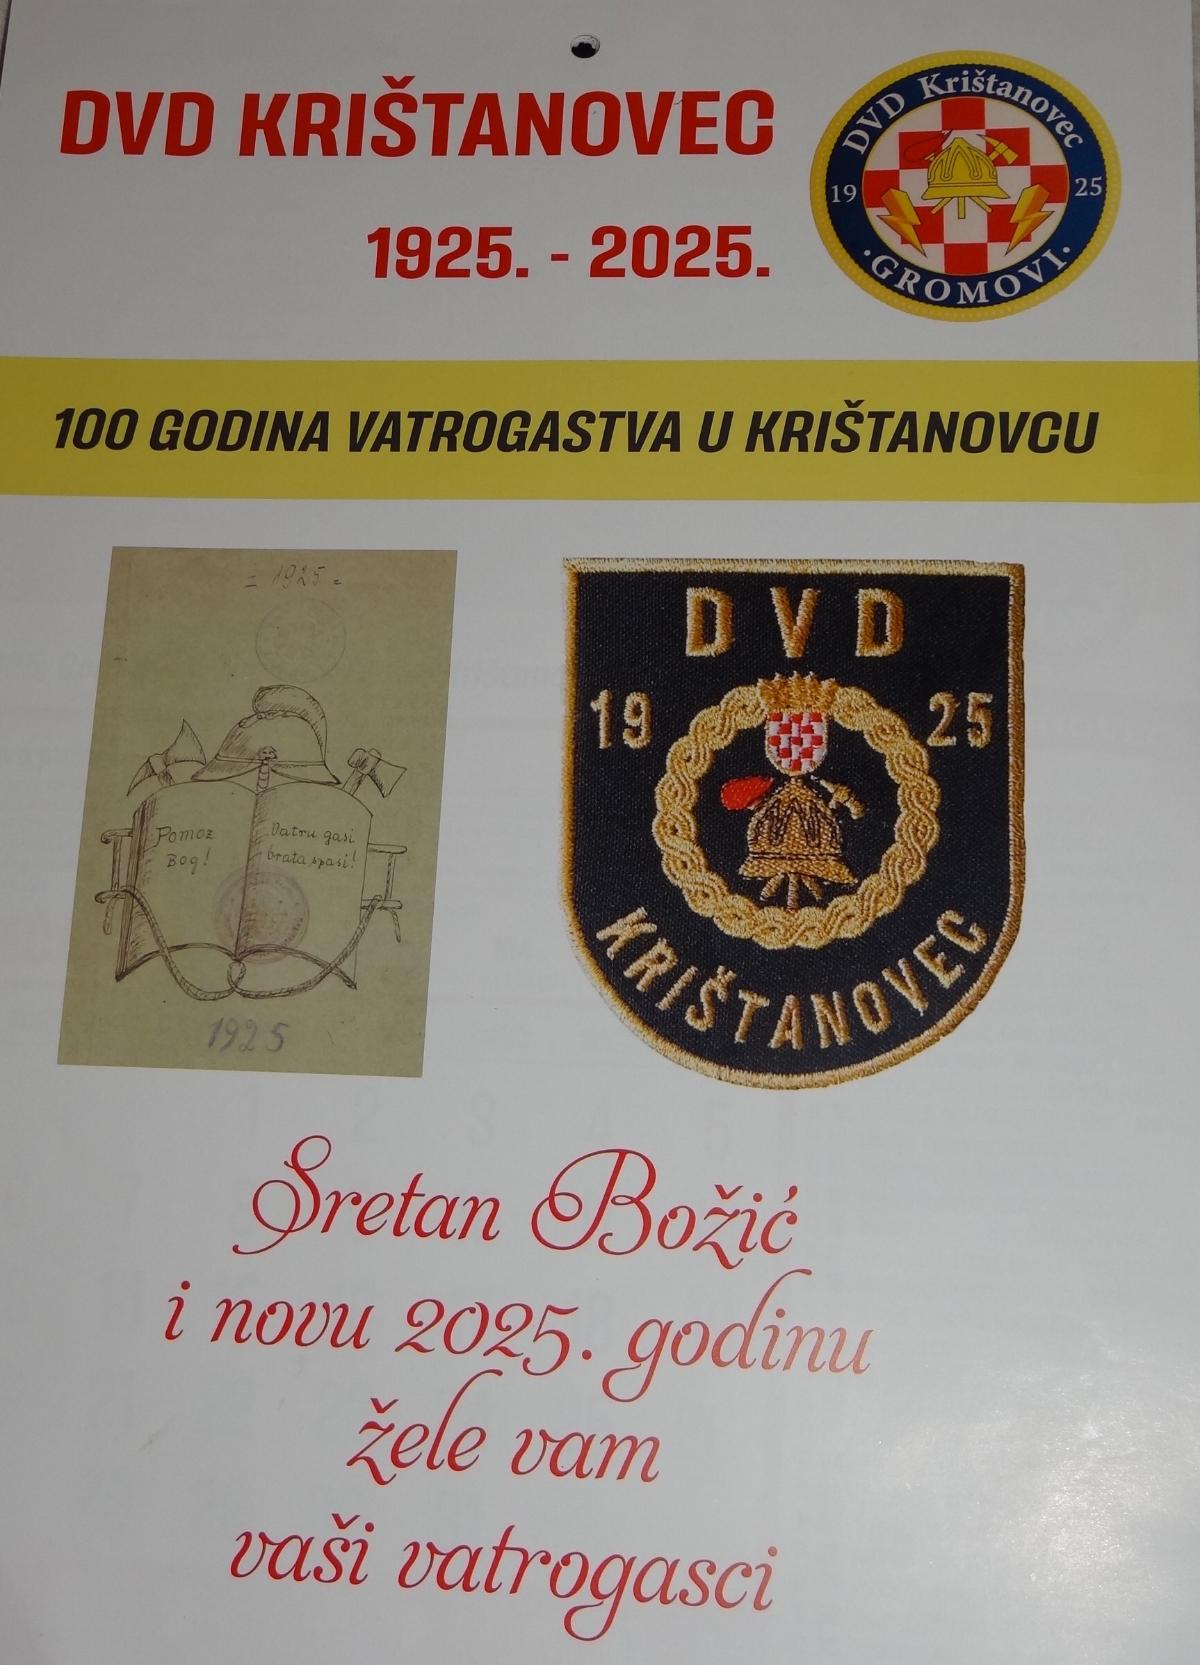 DVD KRIŠTANOVEC
1925. - 2025.
DVD Krištanovec
19 25
·GROMOVI·
100 GODINA VATROGASTVA U KRIŠTANOVCU
= 1925 =
Pomoz
Bog!
Vatru gasi
brata spasi!
1925
DVD
19 25
KRIŠTANOVEC
Sretan Božić
i novu 2025. godinu
žele vam
vaši vatrogasci